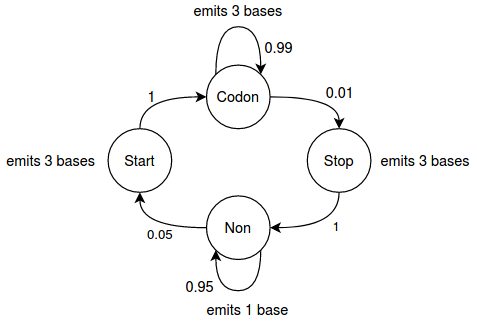 emits 3 bases
0.99
Codon
1
0.01
emits 3 bases
Start
Stop
emits 3 bases
Non
0.05
1
0.95
emits 1 base